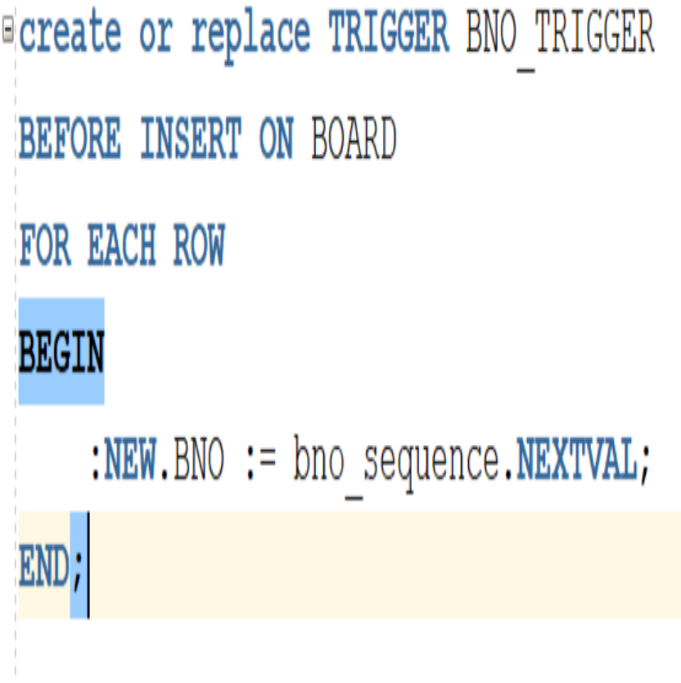 create or replace TRIGGER BNO_TRIGGER
BEFORE INSERT ON BOARD
FOR EACH ROW
BEGIN
    :NEW.BNO := bno_sequence.NEXTVAL;
END;